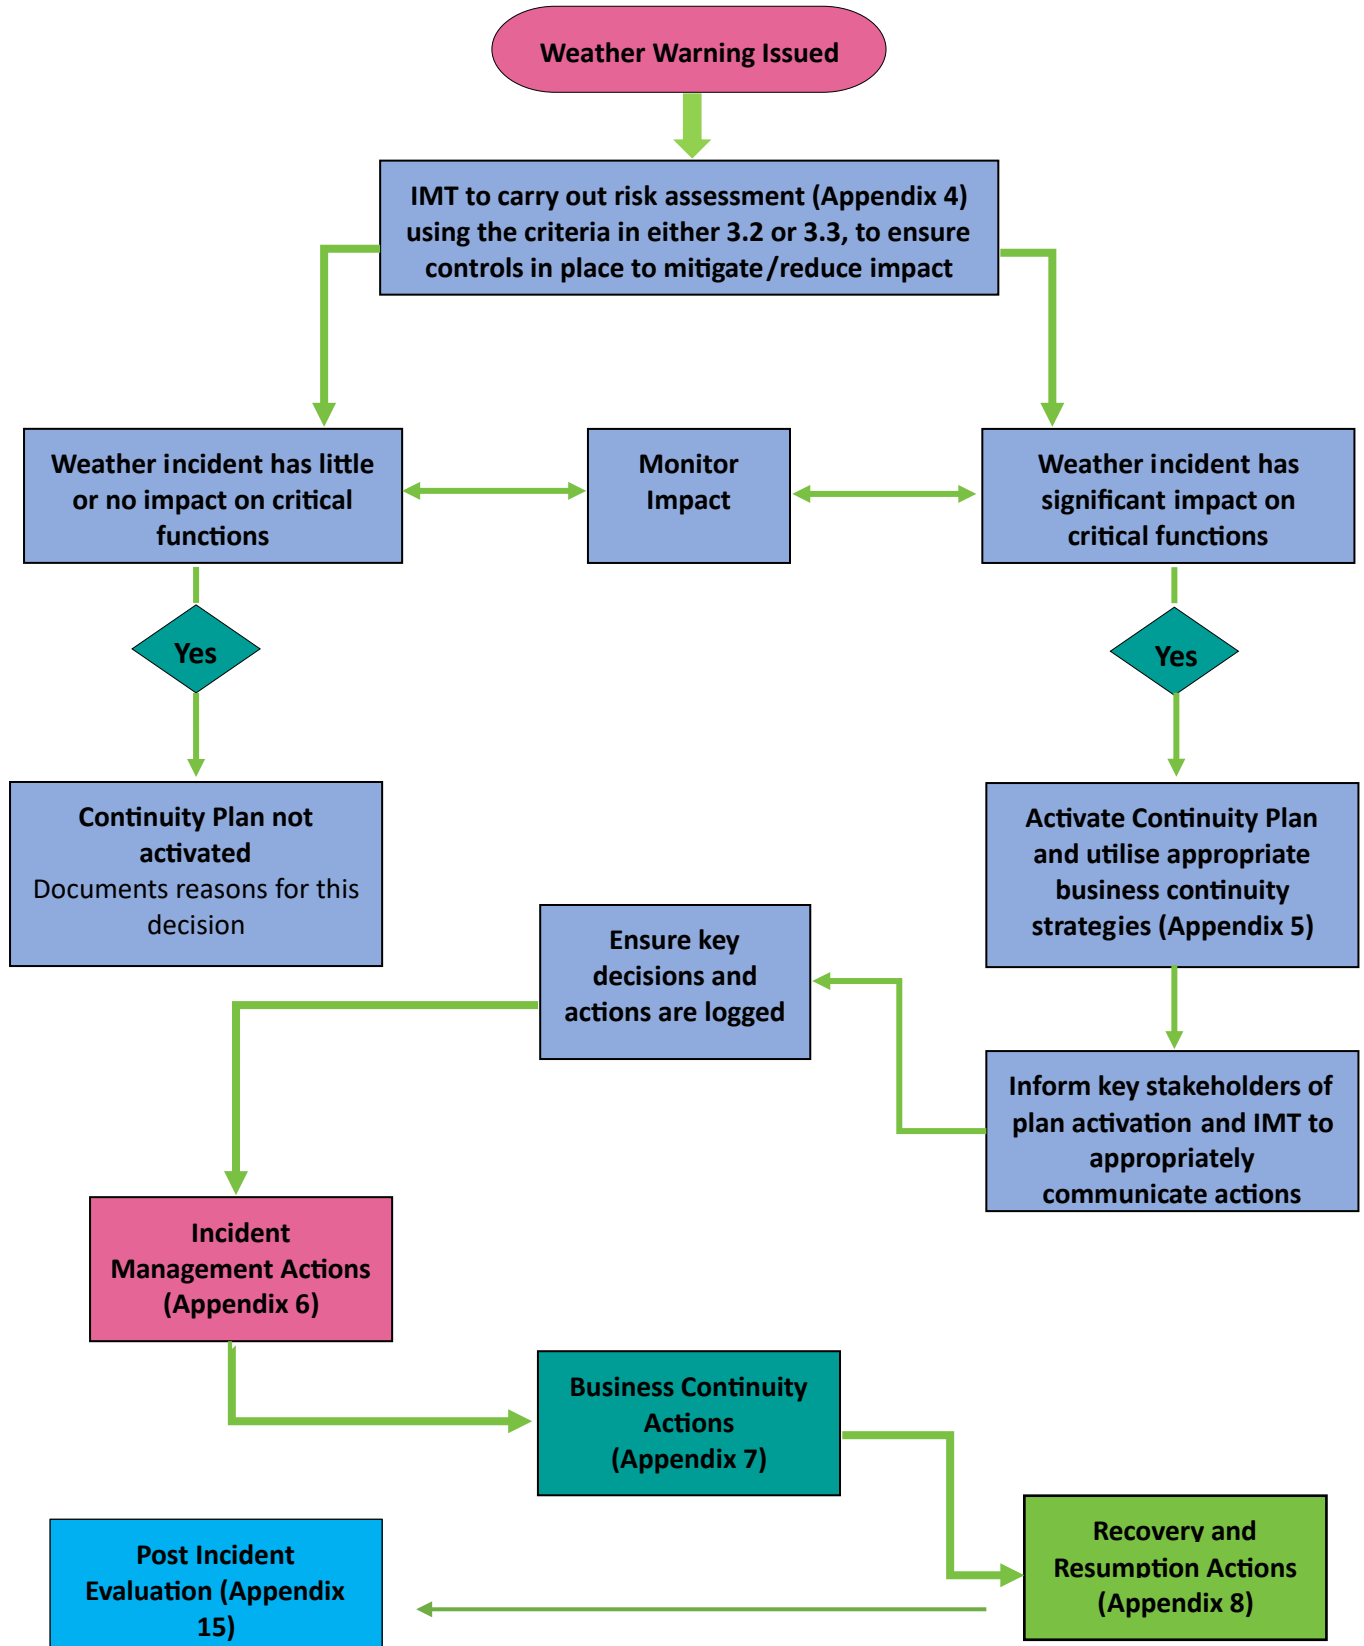 Weather Warning Issued
IMT to carry out risk assessment (Appendix 4)
using the criteria in either 3.2 or 3.3, to ensure
controls in place to mitigate/reduce impact
Weather incident has little
or no impact on critical
functions
Monitor
Impact
Weather incident has
significant impact on
critical functions
Yes
Yes
Continuity Plan not
activated
Documents reasons for this
decision
Activate Continuity Plan
and utilise appropriate
business continuity
strategies (Appendix 5)
Ensure key
decisions and
actions are logged
Inform key stakeholders of
plan activation and IMT to
appropriately
communicate actions
Incident
Management Actions
(Appendix 6)
Business Continuity
Actions
(Appendix 7)
Recovery and
Resumption Actions
(Appendix 8)
Post Incident
Evaluation (Appendix
15)